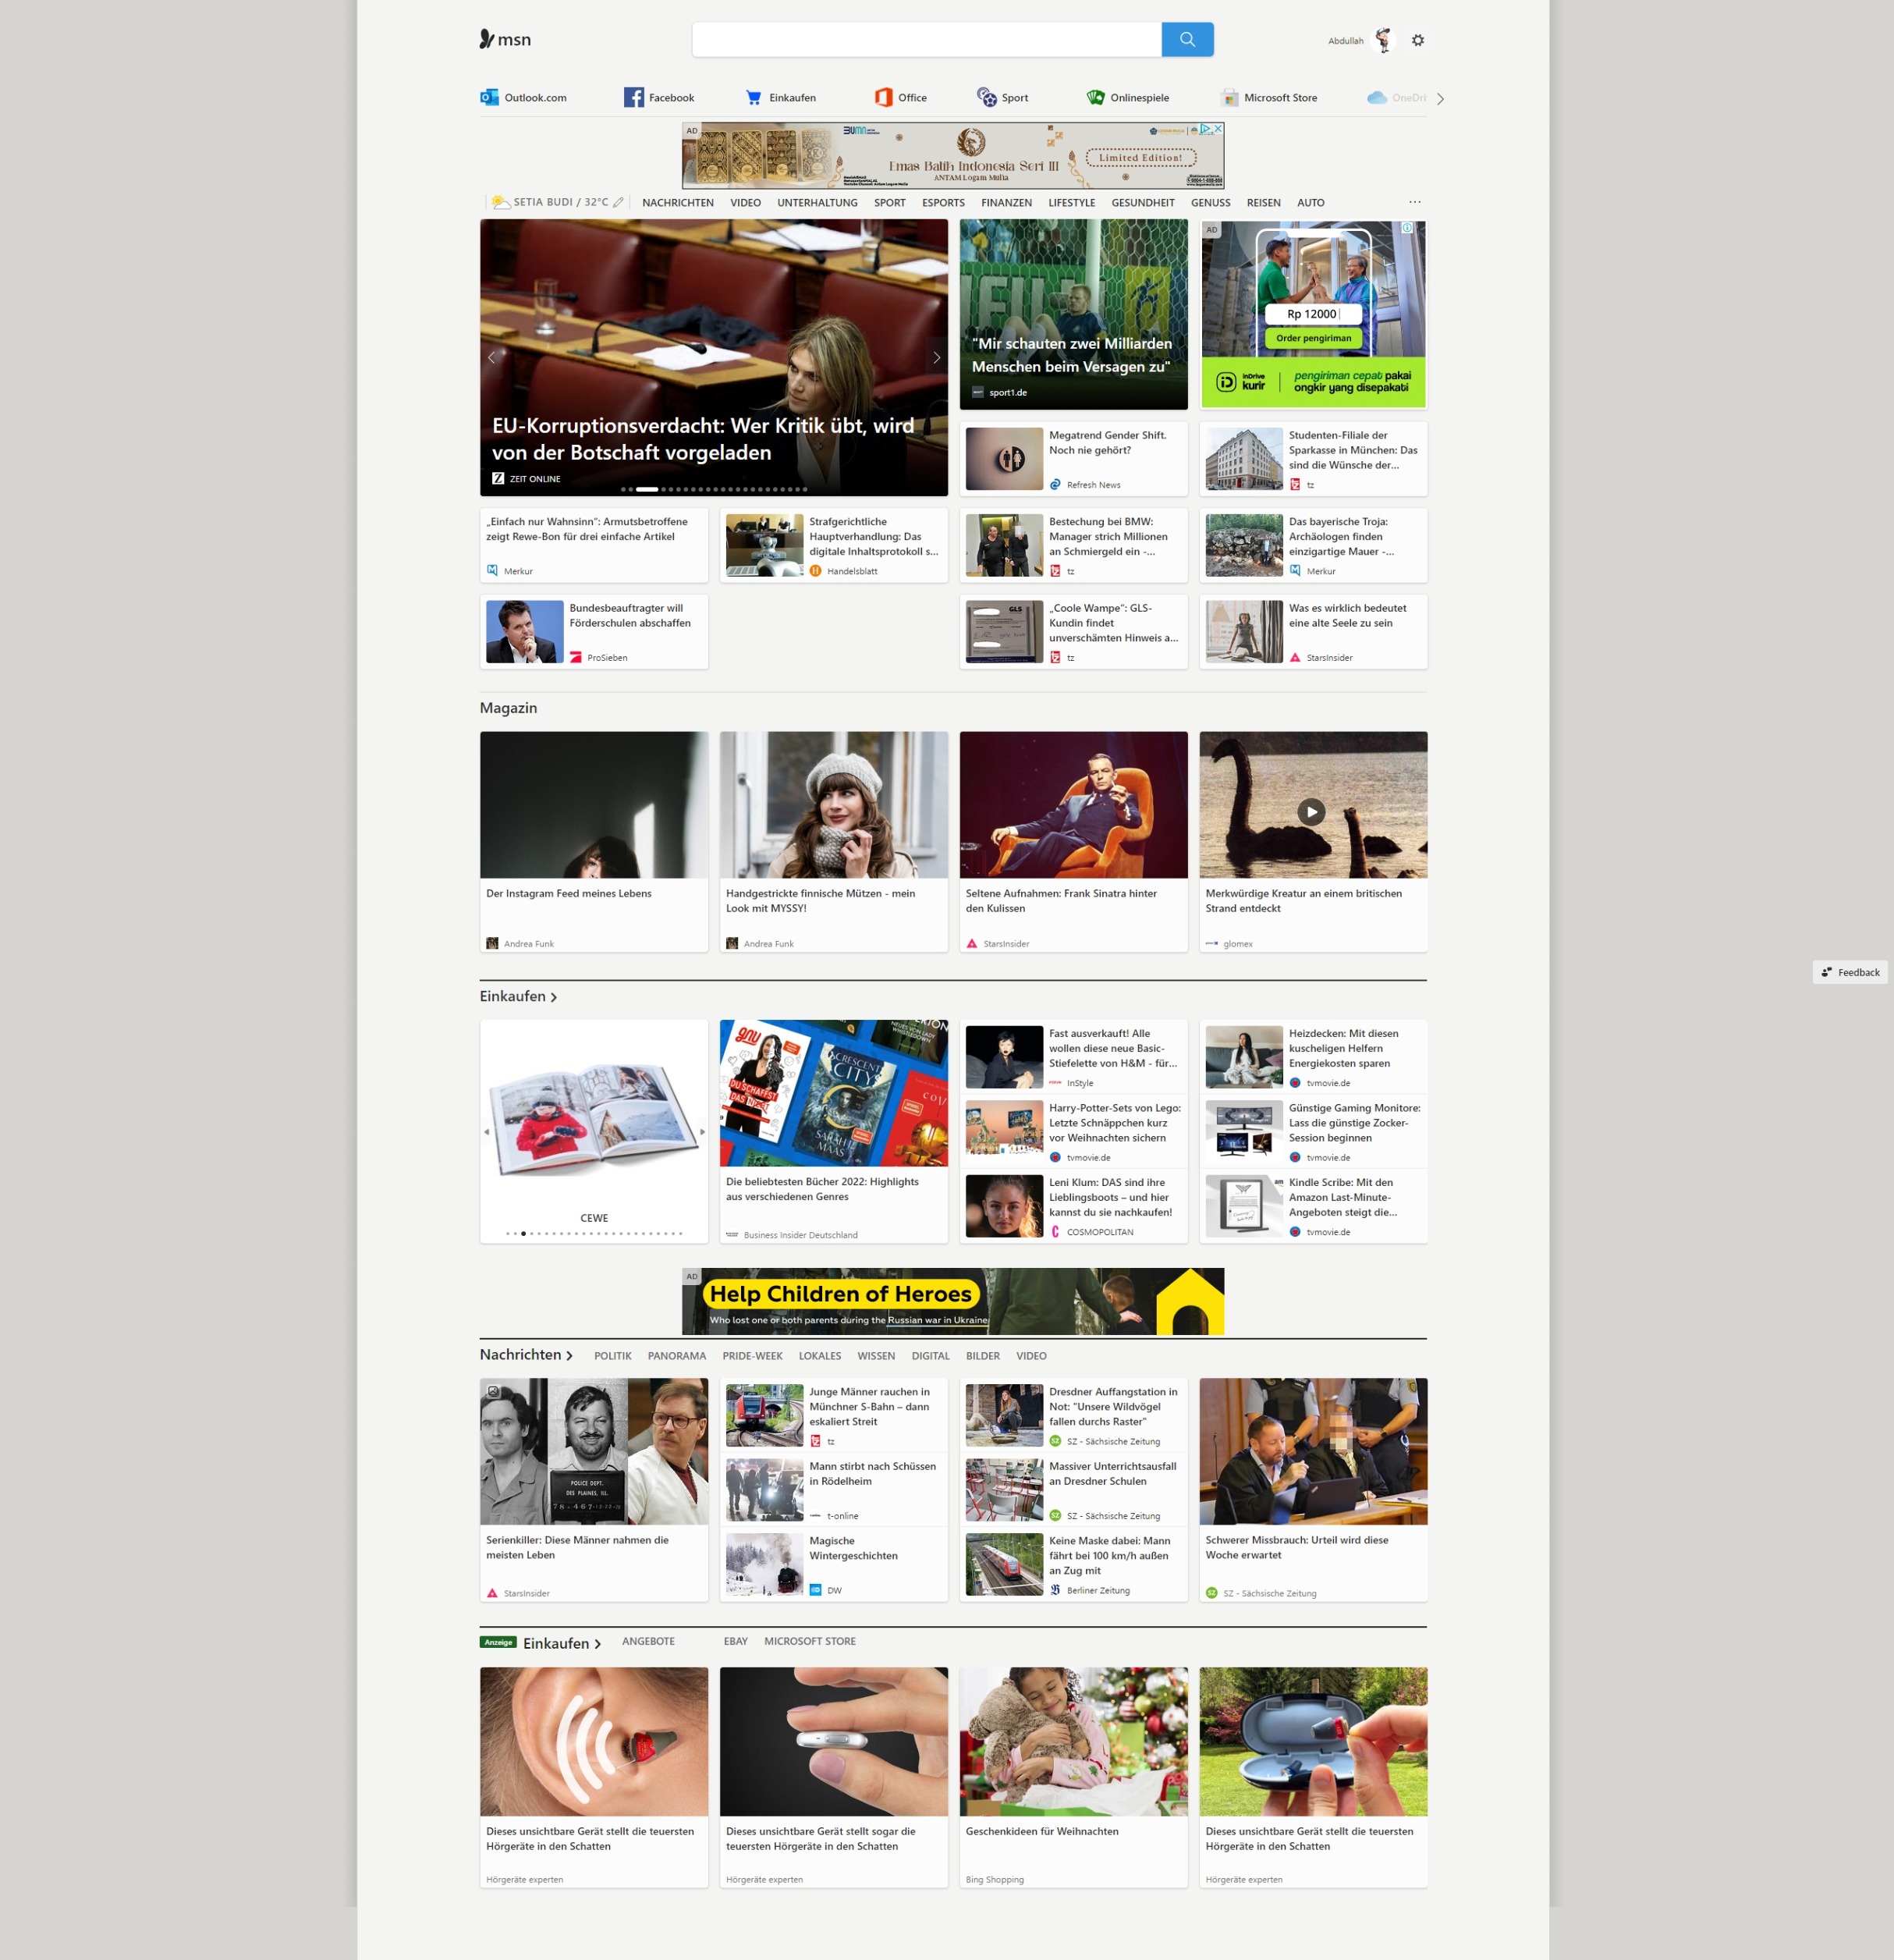 msn
Abdullah
Outlook.com
Facebook
Einkaufen
Office
Sport
Onlinespiele
Microsoft Store
OneDri
AD
Emas Batik Indonesia Seri III
ANTAM Logam Mulia
Limited Edition!
SETIA BUDI / 32°C
NACHRICHTEN
VIDEO
UNTERHALTUNG
SPORT
ESPORTS
FINANZEN
LIFESTYLE
GESUNDHEIT
GENUSS
REISEN
AUTO
EU-Korruptionsverdacht: Wer Kritik übt, wird
von der Botschaft vorgeladen
ZEIT ONLINE
"Mir schauten zwei Milliarden
Menschen beim Versagen zu"
sport1.de
AD
Rp 12000
Order pengiriman
inDrive
kurir
pengiriman cepat pakai
ongkir yang disepakati
Megatrend Gender Shift.
Noch nie gehört?
Refresh News
Studenten-Filiale der
Sparkasse in München: Das
sind die Wünsche der...
tz
„Einfach nur Wahnsinn“: Armutsbetroffene
zeigt Rewe-Bon für drei einfache Artikel
Merkur
Strafgerichtliche
Hauptverhandlung: Das
digitale Inhaltsprotokoll s...
Handelsblatt
Bestechung bei BMW:
Manager strich Millionen
an Schmiergeld ein -...
tz
Das bayerische Troja:
Archäologen finden
einzigartige Mauer -...
Merkur
Bundesbeauftragter will
Förderschulen abschaffen
ProSieben
GLS
„Coole Wampe“: GLS-
Kundin findet
unverschämten Hinweis a...
tz
Was es wirklich bedeutet
eine alte Seele zu sein
StarsInsider
Magazin
Der Instagram Feed meines Lebens
Andrea Funk
Handgestrickte finnische Mützen - mein
Look mit MYSSY!
Andrea Funk
Seltene Aufnahmen: Frank Sinatra hinter
den Kulissen
StarsInsider
Merkwürdige Kreatur an einem britischen
Strand entdeckt
glomex
Feedback
Einkaufen
CEWE
gnu
DU SCHAFFST
DAS NICHT
CRESCENT
CITY
SARAH J.
MAAS
Die beliebtesten Bücher 2022: Highlights
aus verschiedenen Genres
Business Insider Deutschland
Fast ausverkauft! Alle
wollen diese neue Basic-
Stiefelette von H&M - für...
InStyle
Harry-Potter-Sets von Lego:
Letzte Schnäppchen kurz
vor Weihnachten sichern
tvmovie.de
Leni Klum: DAS sind ihre
Lieblingsboots – und hier
kannst du sie nachkaufen!
COSMOPOLITAN
Heizdecken: Mit diesen
kuscheligen Helfern
Energiekosten sparen
tvmovie.de
Günstige Gaming Monitore:
Lass die günstige Zocker-
Session beginnen
tvmovie.de
Kindle Scribe: Mit den
Amazon Last-Minute-
Angeboten steigt die...
tvmovie.de
AD
Help Children of Heroes
Who lost one or both parents during the Russian war in Ukraine
Nachrichten
POLITIK
PANORAMA
PRIDE-WEEK
LOKALES
WISSEN
DIGITAL
BILDER
VIDEO
POLICE DEPT.
DES PLAINES, ILL.
Serienkiller: Diese Männer nahmen die
meisten Leben
StarsInsider
Junge Männer rauchen in
Münchner S-Bahn – dann
eskaliert Streit
tz
Mann stirbt nach Schüssen
in Rödelheim
t-online
Magische
Wintergeschichten
DW
Dresdner Auffangstation in
Not: "Unsere Wildvögel
fallen durchs Raster"
SZ - Sächsische Zeitung
Massiver Unterrichtsausfall
an Dresdner Schulen
SZ - Sächsische Zeitung
Keine Maske dabei: Mann
fährt bei 100 km/h außen
an Zug mit
Berliner Zeitung
Schwerer Missbrauch: Urteil wird diese
Woche erwartet
SZ - Sächsische Zeitung
Anzeige
Einkaufen
ANGEBOTE
EBAY
MICROSOFT STORE
Dieses unsichtbare Gerät stellt die teuersten
Hörgeräte in den Schatten
Hörgeräte experten
Dieses unsichtbare Gerät stellt sogar die
teuersten Hörgeräte in den Schatten
Hörgeräte experten
Geschenkideen für Weihnachten
Bing Shopping
Dieses unsichtbare Gerät stellt die teuersten
Hörgeräte in den Schatten
Hörgeräte experten